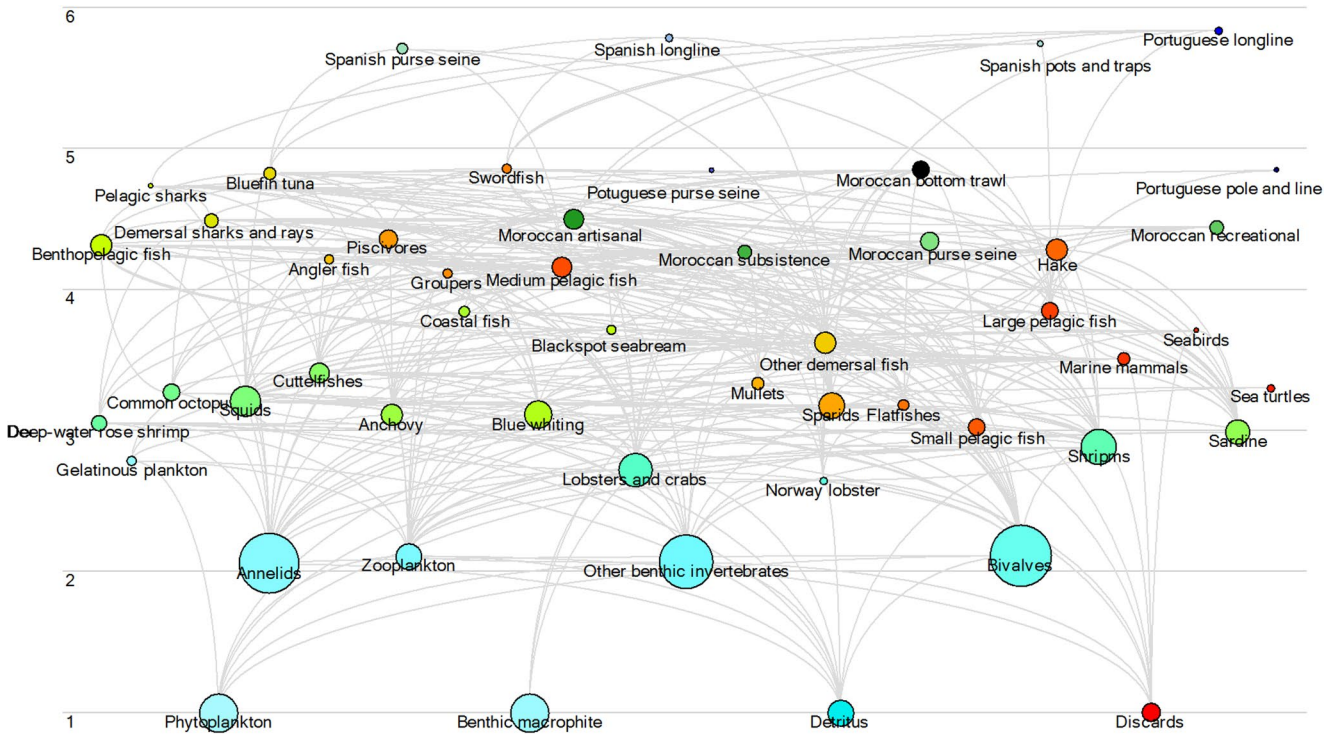 6
Spanish purse seine
Spanish longline
Portuguese longline
Spanish pots and traps
5
Pelagic sharks
Bluefin tuna
Swordfish
Potuguese purse seine
Moroccan bottom trawl
Portuguese pole and line
Demersal sharks and rays
Moroccan artisanal
Moroccan recreational
Benthopelagic fish
Piscivores
Moroccan subsistence
Moroccan purse seine
Hake
Angler fish
Groupers
Medium pelagic fish
4
Coastal fish
Large pelagic fish
Blackspot seabream
Seabirds
Other demersal fish
Marine mammals
Cuttelfishes
Mullets
Sea turtles
Common octopus
Squids
Anchovy
Blue whiting
Sparids
Flatfishes
Deep-water rose shrimp
3
Small pelagic fish
Sardine
Shripms
Gelatinous plankton
Lobsters and crabs
Norway lobster
Annelids
Zooplankton
Other benthic invertebrates
Bivalves
2
1
Phytoplankton
Benthic macrophite
Detritus
Discards